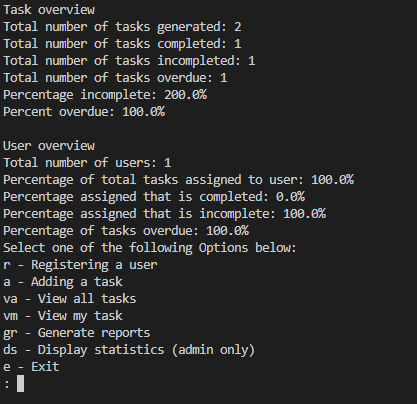 Task overview
Total number of tasks generated: 2
Total number of tasks completed: 1
Total number of tasks incompleted: 1
Total number of tasks overdue: 1
Percentage incomplete: 200.0%
Percent overdue: 100.0%

User overview
Total number of users: 1
Percentage of total tasks assigned to user: 100.0%
Percentage assigned that is completed: 0.0%
Percentage assigned that is incomplete: 100.0%
Percentage of tasks overdue: 100.0%
Select one of the following Options below:
r - Registering a user
a - Adding a task
va - View all tasks
vm - View my task
gr - Generate reports
ds - Display statistics (admin only)
e - Exit
: